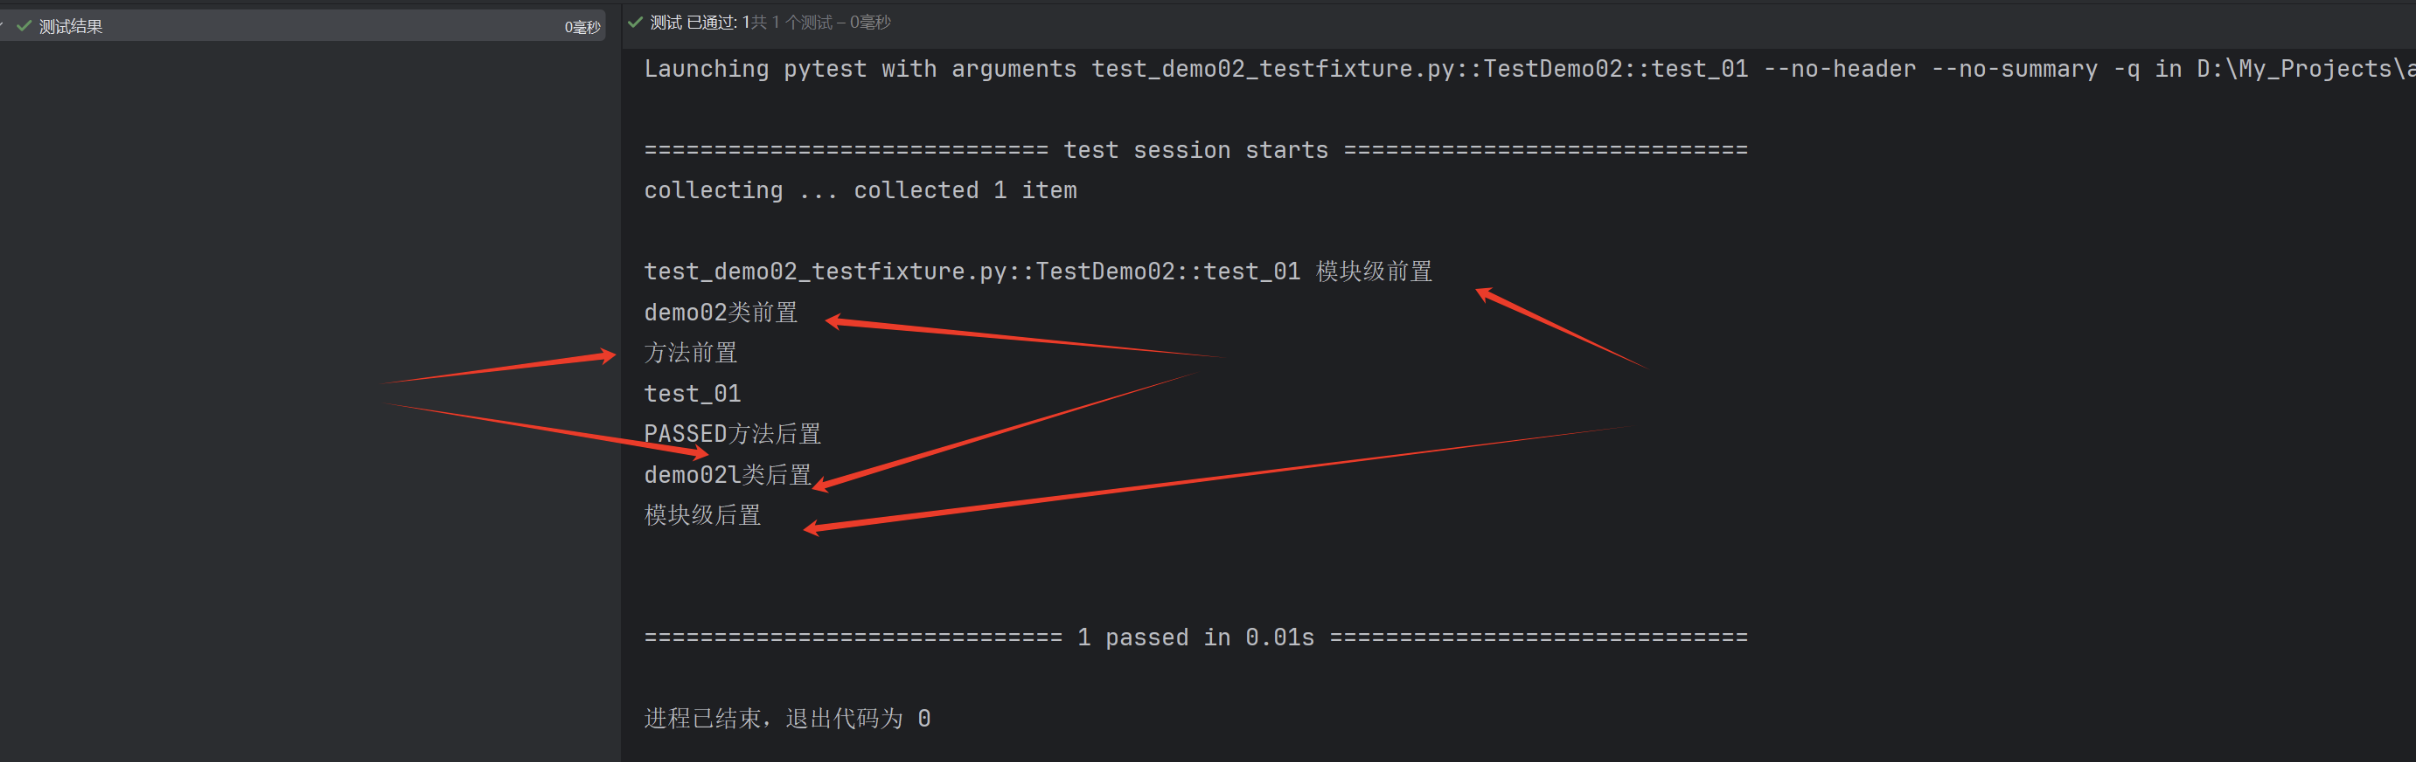 测试结果
0毫秒
测试 已通过: 1共 1 个测试 – 0毫秒
Launching pytest with arguments test_demo02_testfixture.py::TestDemo02::test_01 --no-header --no-summary -q in D:\My_Projects\a
============================= test session starts =============================
collecting ... collected 1 item
test_demo02_testfixture.py::TestDemo02::test_01 模块级前置
demo02类前置
方法前置
test_01
PASSED方法后置
demo02l类后置
模块级后置
============================== 1 passed in 0.01s ==============================
进程已结束，退出代码为 0